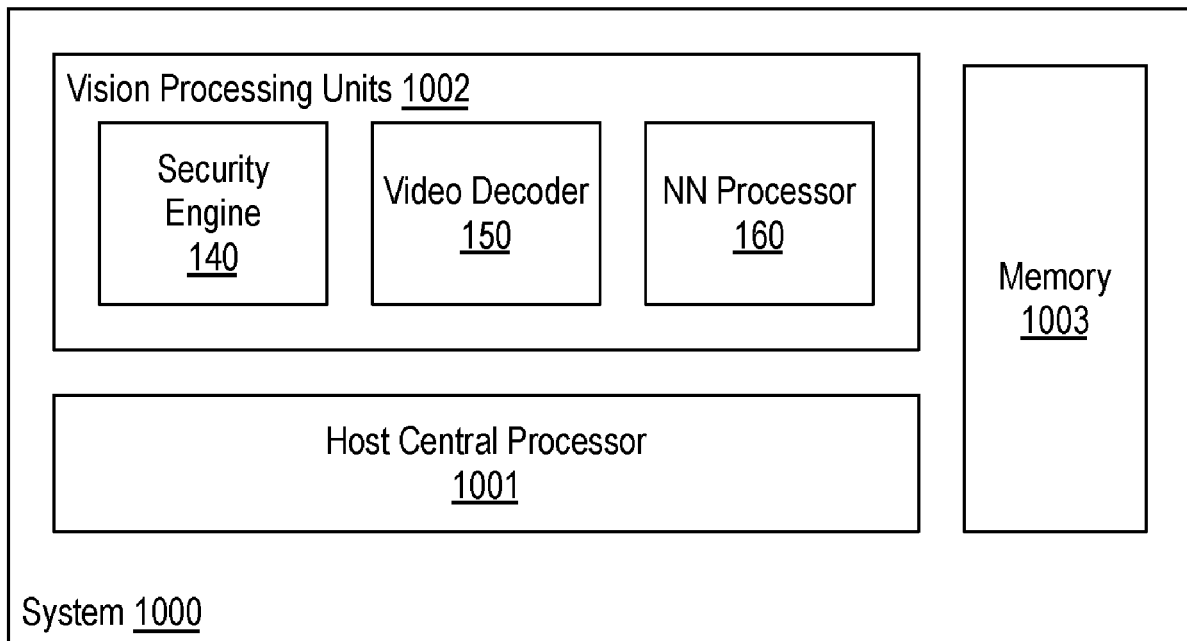 Vision Processing Units 1002
Security
Engine
140
Video Decoder
150
NN Processor
160
Memory
1003
Host Central Processor
1001
System 1000